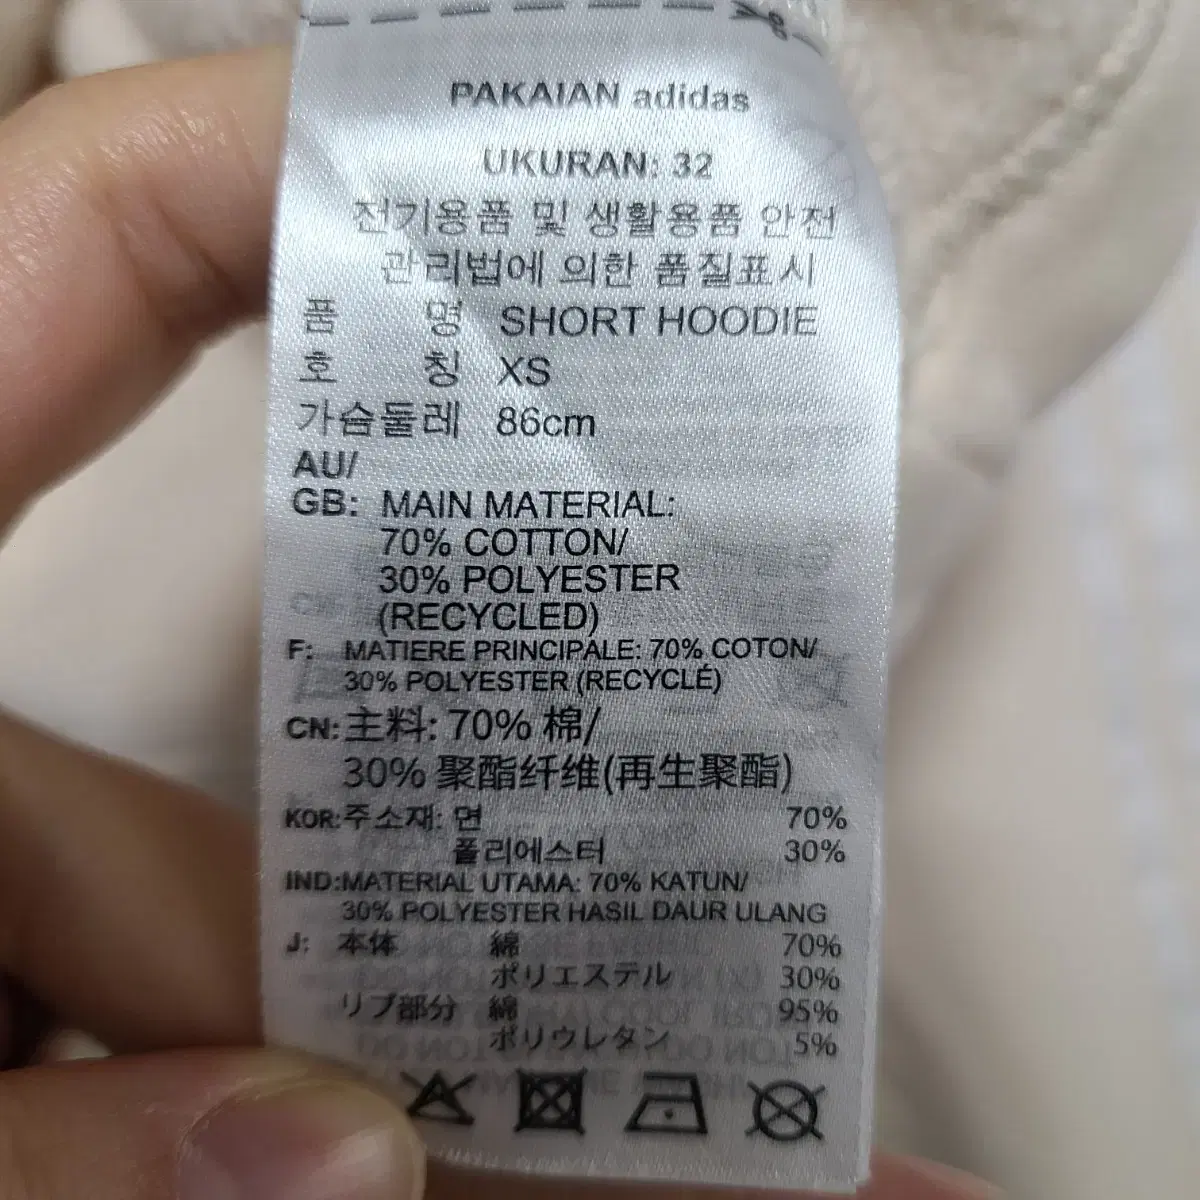 PAKAIAN adidas
UKURAN: 32
전기용품 및 생활용품 안전
관리법에 의한 품질표시
품 명 SHORT HOODIE
호 칭 XS
가슴둘레 86cm
AU/
GB: MAIN MATERIAL:
70% COTTON/
30% POLYESTER
(RECYCLED)
F: MATIERE PRINCIPALE: 70% COTON/
30% POLYESTER (RECYCLÉ)
CN: 主料: 70% 棉/
30% 聚酯纤维(再生聚酯)
KOR: 주소재: 면 70%
폴리에스터 30%
IND: MATERIAL UTAMA: 70% KATUN/
30% POLYESTER HASIL DAUR ULANG
J: 本体 綿 70%
ポリエステル 30%
リブ部分 綿 95%
ポリウレタン 5%